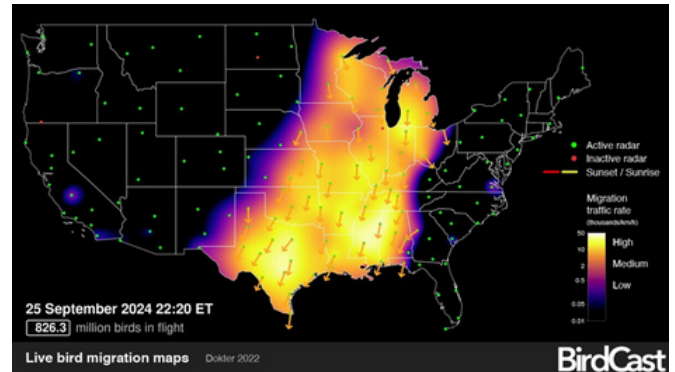 Active radar
Inactive radar
Sunset / Sunrise
Migration
traffic rate
(thousands/km/h)
50
10
2
0.5
0.05
0.01
High
Medium
Low
25 September 2024 22:20 ET
826.3 million birds in flight
Live bird migration maps Dokter 2022
BirdCast